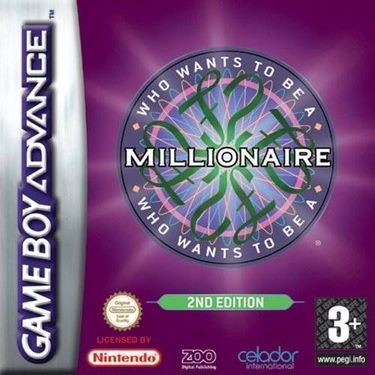 GAME BOY ADVANCE
WHO WANTS TO BE A
MILLIONAIRE
WHO WANTS TO BE A
®
2ND EDITION
Original
Nintendo
Seal of
Quality
LICENSED BY
Nintendo
ZOO
Digital Publishing
celador
international
3+
www.pegi.info